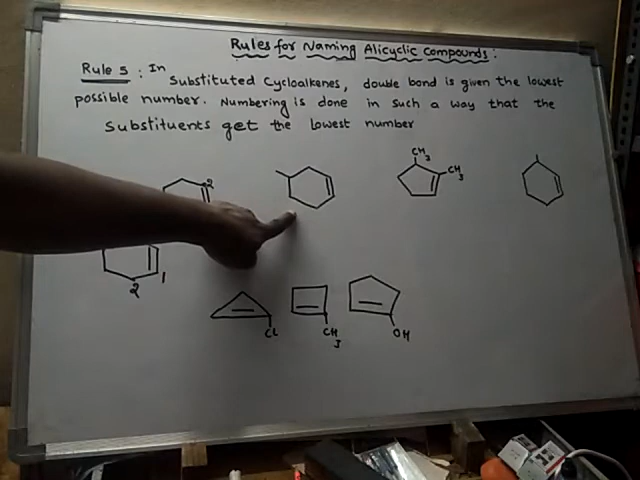 Rules for Naming Alicyclic Compounds:
Rule 5: In Substituted Cycloalkenes, double bond is given the lowest
possible number. Numbering is done in such a way that the
Substituents get the lowest number
CH3
CH3
2
1
2
Cl
CH3
OH